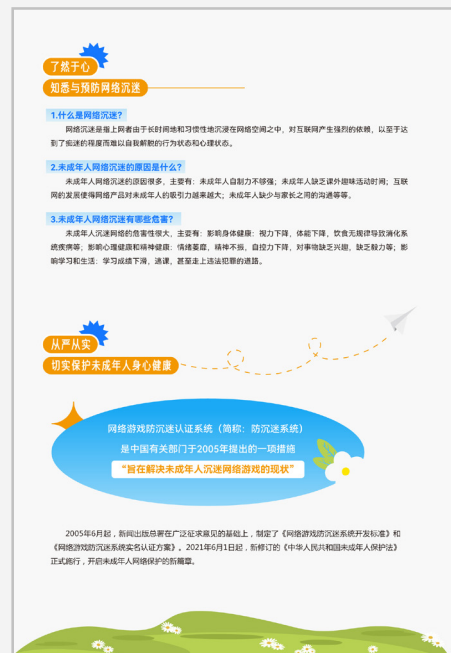 了然于心
知悉与预防网络沉迷
1.什么是网络沉迷?
网络沉迷是指上网者由于长时间地和习惯性地沉浸在网络空间之中，对互联网产生强烈的依赖，以至于达
到了痴迷的程度而难以自我解脱的行为状态和心理状态。
2.未成年人网络沉迷的原因是什么?
未成年人网络沉迷的原因很多，主要有：未成年人自制力不够强；未成年人缺乏课外趣味活动时间；互联
网的发展使得网络产品对未成年人的吸引力越来越大；未成年人缺少与家长之间的沟通等等。
3.未成年人网络沉迷有哪些危害?
未成年人沉迷网络的危害性很大，主要有：影响身体健康：视力下降，体能下降，饮食无规律导致消化系
统疾病等；影响心理健康和精神健康：情绪萎靡，精神不振，自控力下降，对事物缺乏兴趣，缺乏毅力等；影
响学习和生活：学习成绩下滑，逃课，甚至走上违法犯罪的道路。
从严从实
切实保护未成年人身心健康
网络游戏防沉迷认证系统（简称：防沉迷系统）
是中国有关部门于2005年提出的一项措施
“旨在解决未成年人沉迷网络游戏的现状”
2005年6月起，新闻出版总署在广泛征求意见的基础上，制定了《网络游戏防沉迷系统开发标准》和
《网络游戏防沉迷系统实名认证方案》。2021年6月1日起，新修订的《中华人民共和国未成年人保护法》
正式施行，开启未成年人网络保护的新篇章。